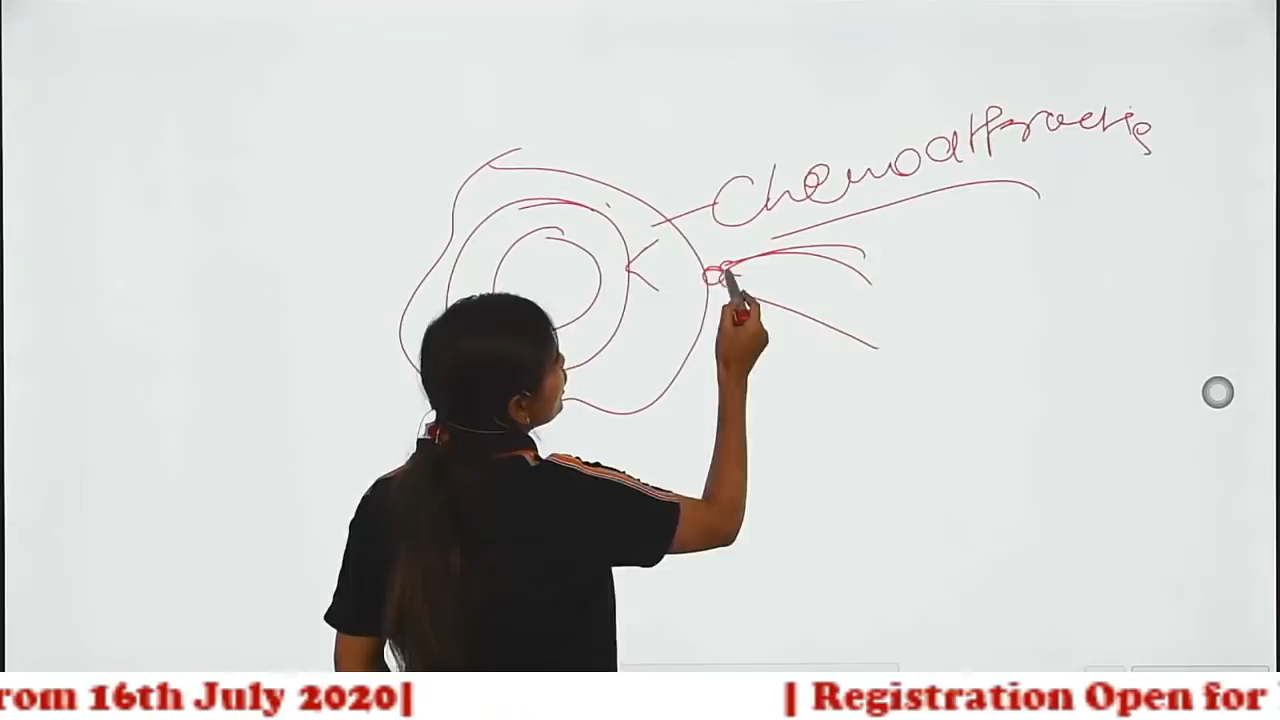 Chemoattractis
rom 16th July 2020| | Registration Open for